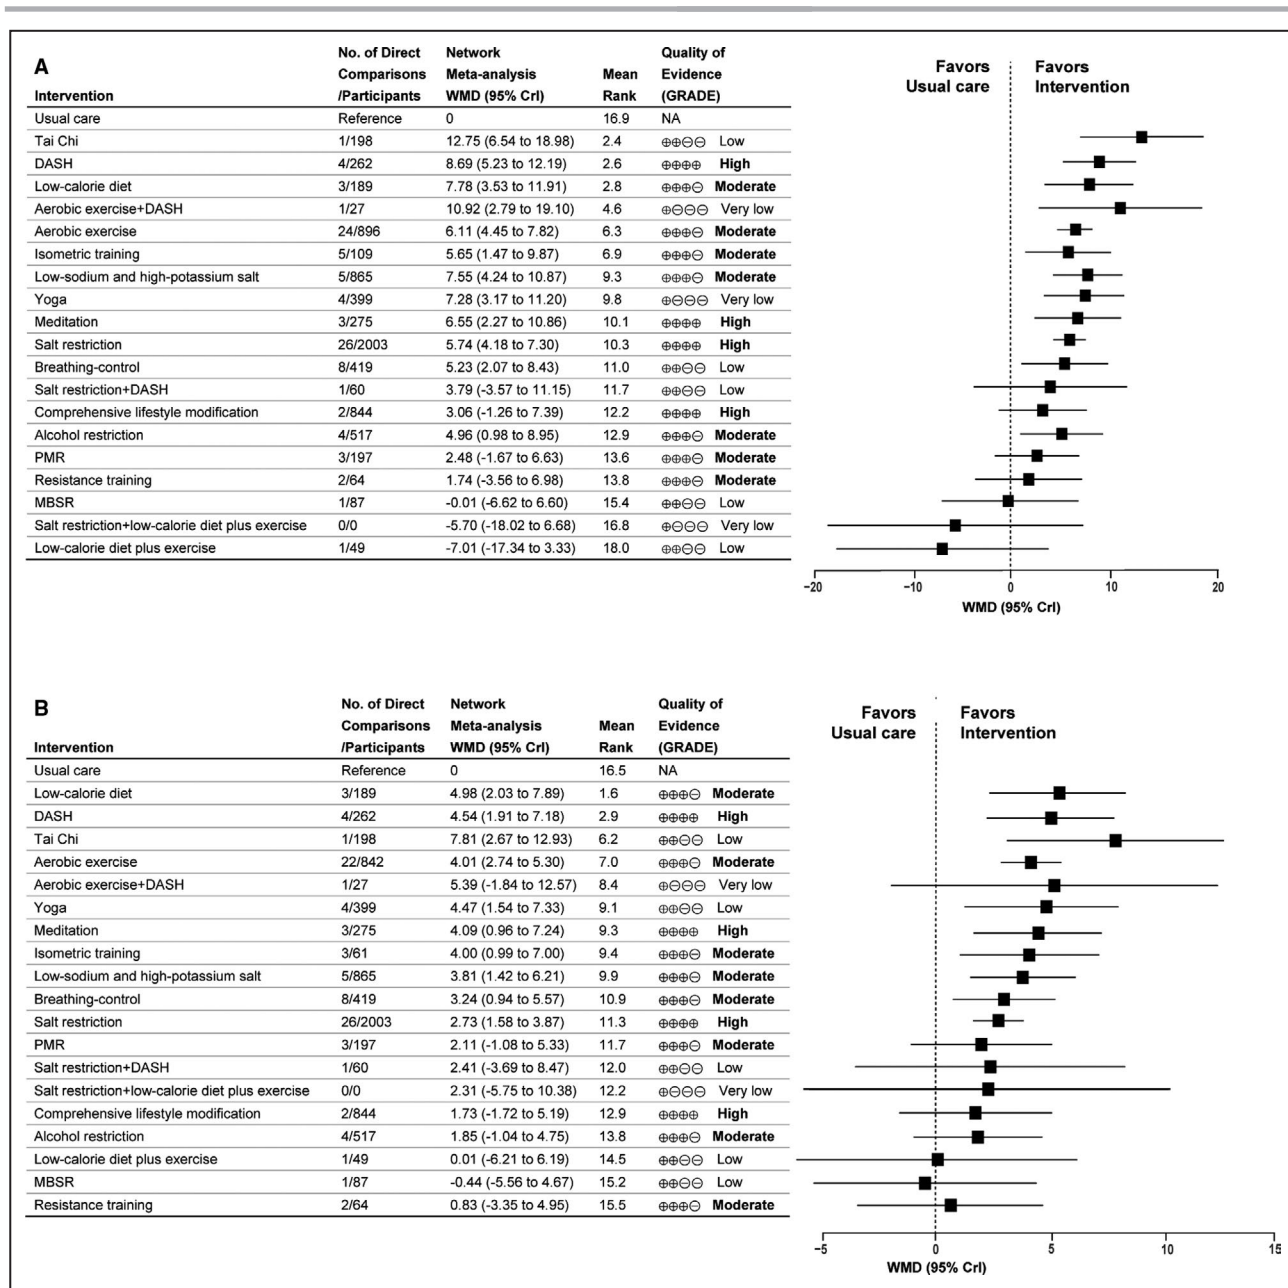 A
No. of Direct Comparisons /Participants
Network Meta-analysis WMD (95% CrI)
Mean Rank
Quality of Evidence (GRADE)
Favors Usual care
Favors Intervention
Intervention
Usual care Reference 0 16.9 NA
Tai Chi 1/198 12.75 (6.54 to 18.98) 2.4 ⊕⊕⊖⊖ Low
DASH 4/262 8.69 (5.23 to 12.19) 2.6 ⊕⊕⊕⊕ High
Low-calorie diet 3/189 7.78 (3.53 to 11.91) 2.8 ⊕⊕⊕⊖ Moderate
Aerobic exercise+DASH 1/27 10.92 (2.79 to 19.10) 4.6 ⊕⊖⊖⊖ Very low
Aerobic exercise 24/896 6.11 (4.45 to 7.82) 6.3 ⊕⊕⊕⊖ Moderate
Isometric training 5/109 5.65 (1.47 to 9.87) 6.9 ⊕⊕⊕⊖ Moderate
Low-sodium and high-potassium salt 5/865 7.55 (4.24 to 10.87) 9.3 ⊕⊕⊕⊖ Moderate
Yoga 4/399 7.28 (3.17 to 11.20) 9.8 ⊕⊖⊖⊖ Very low
Meditation 3/275 6.55 (2.27 to 10.86) 10.1 ⊕⊕⊕⊕ High
Salt restriction 26/2003 5.74 (4.18 to 7.30) 10.3 ⊕⊕⊕⊕ High
Breathing-control 8/419 5.23 (2.07 to 8.43) 11.0 ⊕⊕⊖⊖ Low
Salt restriction+DASH 1/60 3.79 (-3.57 to 11.15) 11.7 ⊕⊕⊖⊖ Low
Comprehensive lifestyle modification 2/844 3.06 (-1.26 to 7.39) 12.2 ⊕⊕⊕⊕ High
Alcohol restriction 4/517 4.96 (0.98 to 8.95) 12.9 ⊕⊕⊕⊖ Moderate
PMR 3/197 2.48 (-1.67 to 6.63) 13.6 ⊕⊕⊕⊖ Moderate
Resistance training 2/64 1.74 (-3.56 to 6.98) 13.8 ⊕⊕⊕⊖ Moderate
MBSR 1/87 -0.01 (-6.62 to 6.60) 15.4 ⊕⊕⊖⊖ Low
Salt restriction+low-calorie diet plus exercise 0/0 -5.70 (-18.02 to 6.68) 16.8 ⊕⊖⊖⊖ Very low
Low-calorie diet plus exercise 1/49 -7.01 (-17.34 to 3.33) 18.0 ⊕⊕⊖⊖ Low
−20 −10 0 10 20
WMD (95% CrI)
B
No. of Direct Comparisons /Participants
Network Meta-analysis WMD (95% CrI)
Mean Rank
Quality of Evidence (GRADE)
Favors Usual care
Favors Intervention
Intervention
Usual care Reference 0 16.5 NA
Low-calorie diet 3/189 4.98 (2.03 to 7.89) 1.6 ⊕⊕⊕⊖ Moderate
DASH 4/262 4.54 (1.91 to 7.18) 2.9 ⊕⊕⊕⊕ High
Tai Chi 1/198 7.81 (2.67 to 12.93) 6.2 ⊕⊕⊖⊖ Low
Aerobic exercise 22/842 4.01 (2.74 to 5.30) 7.0 ⊕⊕⊕⊖ Moderate
Aerobic exercise+DASH 1/27 5.39 (-1.84 to 12.57) 8.4 ⊕⊖⊖⊖ Very low
Yoga 4/399 4.47 (1.54 to 7.33) 9.1 ⊕⊕⊖⊖ Low
Meditation 3/275 4.09 (0.96 to 7.24) 9.3 ⊕⊕⊕⊕ High
Isometric training 3/61 4.00 (0.99 to 7.00) 9.4 ⊕⊕⊕⊖ Moderate
Low-sodium and high-potassium salt 5/865 3.81 (1.42 to 6.21) 9.9 ⊕⊕⊕⊖ Moderate
Breathing-control 8/419 3.24 (0.94 to 5.57) 10.9 ⊕⊕⊕⊖ Moderate
Salt restriction 26/2003 2.73 (1.58 to 3.87) 11.3 ⊕⊕⊕⊕ High
PMR 3/197 2.11 (-1.08 to 5.33) 11.7 ⊕⊕⊕⊖ Moderate
Salt restriction+DASH 1/60 2.41 (-3.69 to 8.47) 12.0 ⊕⊕⊖⊖ Low
Salt restriction+low-calorie diet plus exercise 0/0 2.31 (-5.75 to 10.38) 12.2 ⊕⊖⊖⊖ Very low
Comprehensive lifestyle modification 2/844 1.73 (-1.72 to 5.19) 12.9 ⊕⊕⊕⊕ High
Alcohol restriction 4/517 1.85 (-1.04 to 4.75) 13.8 ⊕⊕⊕⊖ Moderate
Low-calorie diet plus exercise 1/49 0.01 (-6.21 to 6.19) 14.5 ⊕⊕⊖⊖ Low
MBSR 1/87 -0.44 (-5.56 to 4.67) 15.2 ⊕⊕⊖⊖ Low
Resistance training 2/64 0.83 (-3.35 to 4.95) 15.5 ⊕⊕⊕⊖ Moderate
−5 0 5 10 15
WMD (95% CrI)